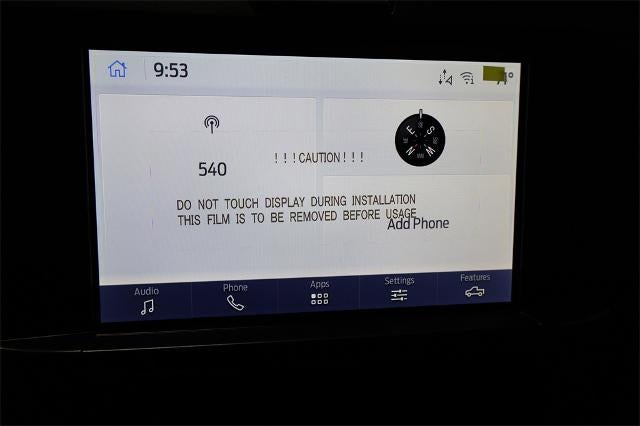 9:53
540
! ! ! CAUTION ! ! !
E S
N W
DO NOT TOUCH DISPLAY DURING INSTALLATION
THIS FILM IS TO BE REMOVED BEFORE USAGE
Add Phone
Audio Phone Apps Settings Features